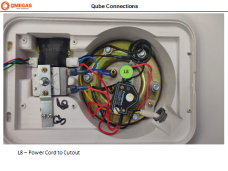 OMEGAS
Qube Connections
L8
L8 – Power Cord to Cutout